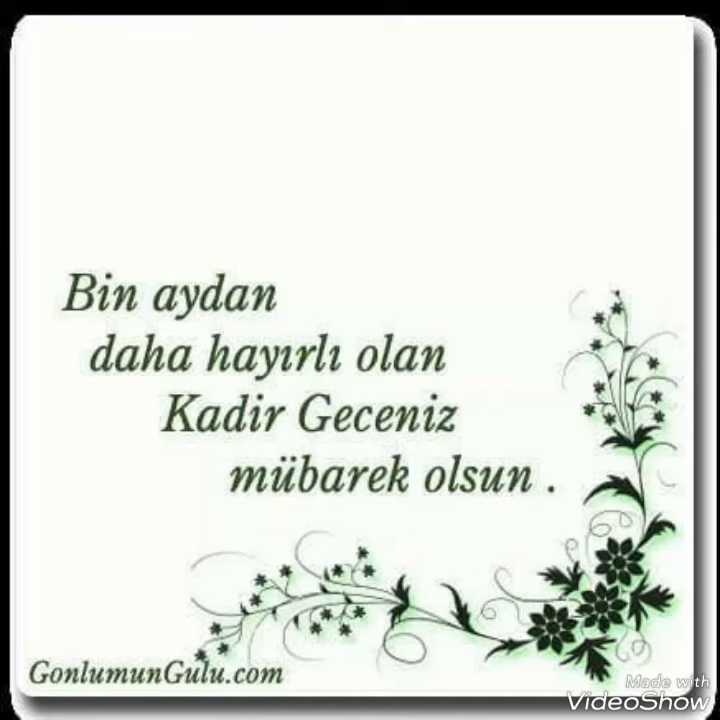 Bin aydan
daha hayırlı olan
Kadir Geceniz
mübarek olsun .
GonlumunGulu.com
Made with
VideoShow